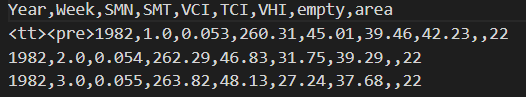 Year,Week,SMN,SMT,VCI,TCI,VHI,empty,area
<tt><pre>1982,1.0,0.053,260.31,45.01,39.46,42.23,,22
1982,2.0,0.054,262.29,46.83,31.75,39.29,,22
1982,3.0,0.055,263.82,48.13,27.24,37.68,,22